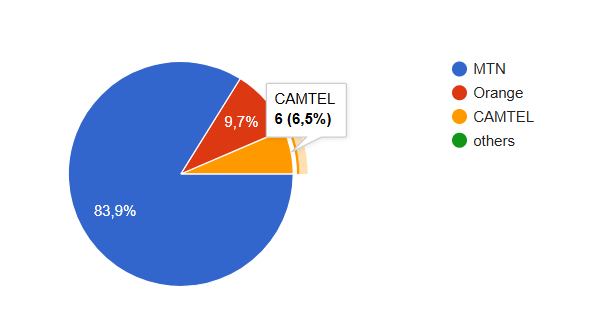 MTN
Orange
CAMTEL
others
CAMTEL
6 (6,5%)
9,7%
83,9%